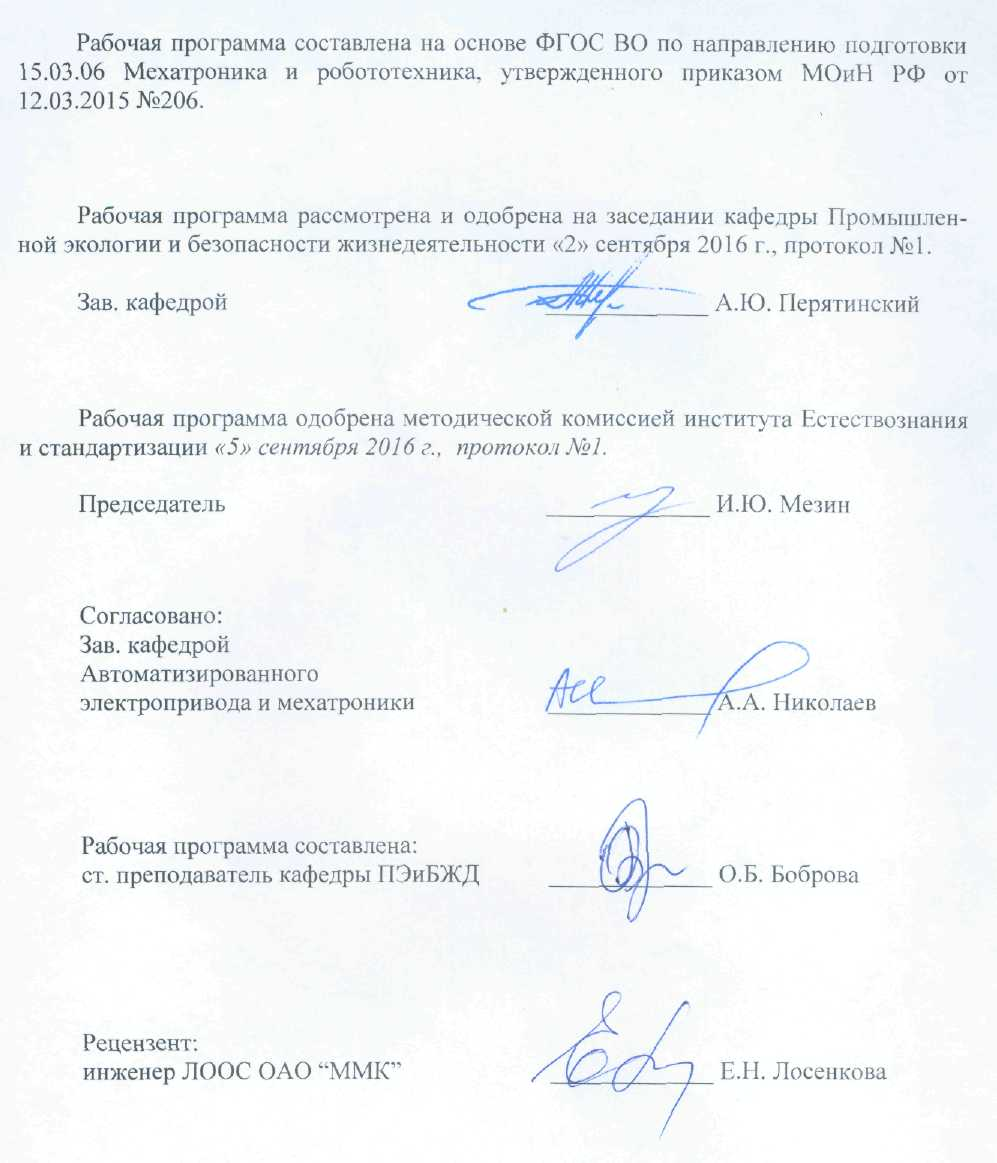 Рабочая программа составлена на основе ФГОС ВО по направлению подготовки
15.03.06 Мехатроника и робототехника, утвержденного приказом МОиН РФ от
12.03.2015 №206.
Рабочая программа рассмотрена и одобрена на заседании кафедры Промышлен-
ной экологии и безопасности жизнедеятельности «2» сентября 2016 г., протокол №1.
Зав. кафедрой А.Ю. Перятинский
Рабочая программа одобрена методической комиссией института Естествознания
и стандартизации «5» сентября 2016 г., протокол №1.
Председатель И.Ю. Мезин
Согласовано:
Зав. кафедрой
Автоматизированного
электропривода и мехатроники А.А. Николаев
Рабочая программа составлена:
ст. преподаватель кафедры ПЭиБЖД О.Б. Боброва
Рецензент:
инженер ЛООС ОАО “ММК” Е.Н. Лосенкова